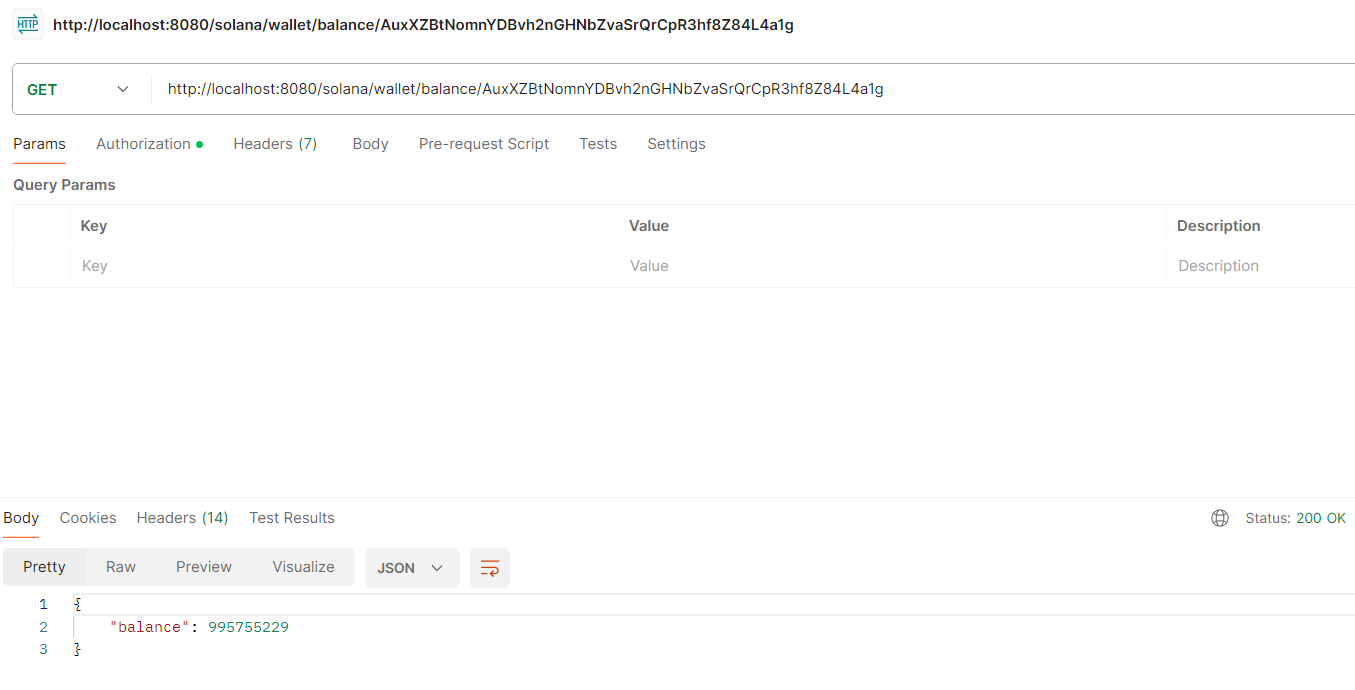 HTTP http://localhost:8080/solana/wallet/balance/AuxXZBtNomnYDBvh2nGHNbZvaSrQrCpR3hf8Z84L4a1g
GET http://localhost:8080/solana/wallet/balance/AuxXZBtNomnYDBvh2nGHNbZvaSrQrCpR3hf8Z84L4a1g
Params Authorization Headers (7) Body Pre-request Script Tests Settings
Query Params
Key Value Description
Key Value Description
Body Cookies Headers (14) Test Results Status: 200 OK
Pretty Raw Preview Visualize JSON
1 {
2 "balance": 995755229
3 }